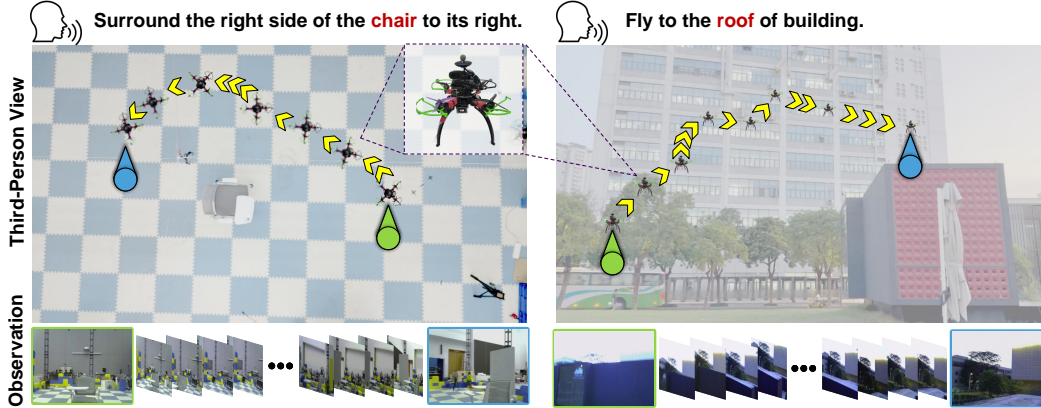 Surround the right side of the chair to its right.
Fly to the roof of building.
Third-Person View
Observation